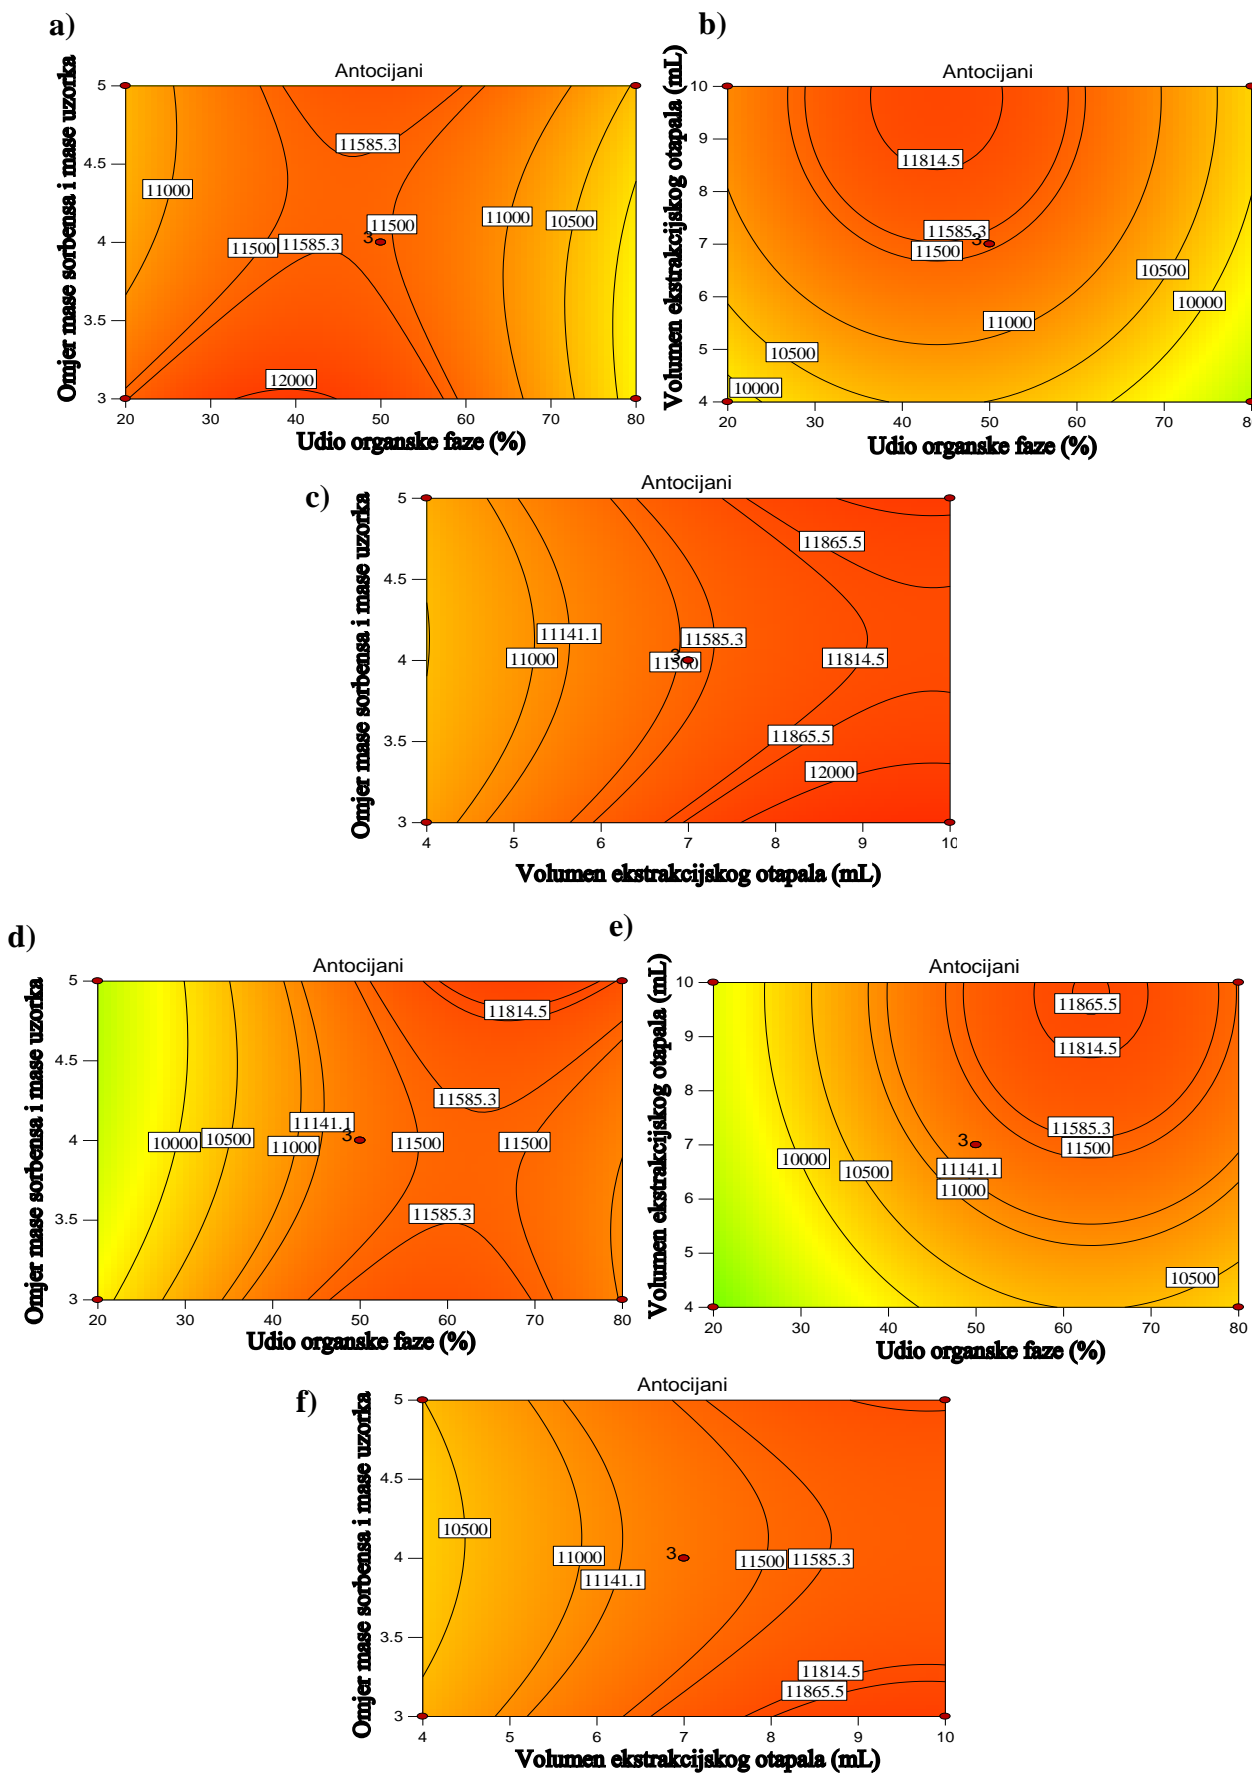 a)
Antocijani
Omjer mase sorbensa i mase uzorka
5
4.5
4
3.5
3
11585.3
11000
11500
11000
10500
11500
11585.3
3
12000
20 30 40 50 60 70 80
Udio organske faze (%)
b)
Antocijani
Volumen ekstrakcijskog otapala (mL)
10
9
8
7
6
5
4
11814.5
11585.3
11500
3
10500
10000
11000
10500
10000
20 30 40 50 60 70 80
Udio organske faze (%)
c)
Antocijani
Omjer mase sorbensa i mase uzorka
5
4.5
4
3.5
3
11865.5
11141.1
11585.3
11000
3
11500
11814.5
11865.5
12000
4 5 6 7 8 9 10
Volumen ekstrakcijskog otapala (mL)
d)
Antocijani
Omjer mase sorbensa i mase uzorka
5
4.5
4
3.5
3
11814.5
11585.3
11141.1
3
10000
10500
11000
11500
11500
11585.3
20 30 40 50 60 70 80
Udio organske faze (%)
e)
Antocijani
Volumen ekstrakcijskog otapala (mL)
10
9
8
7
6
5
4
11865.5
11814.5
11585.3
11500
3
10000
10500
11141.1
11000
10500
20 30 40 50 60 70 80
Udio organske faze (%)
f)
Antocijani
Omjer mase sorbensa i mase uzorka
5
4.5
4
3.5
3
10500
11000
11141.1
3
11500
11585.3
11814.5
11865.5
4 5 6 7 8 9 10
Volumen ekstrakcijskog otapala (mL)